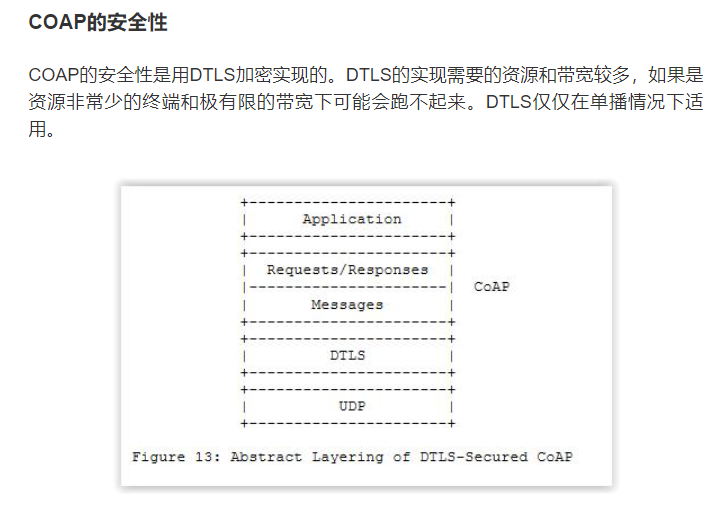 COAP的安全性
COAP的安全性是用DTLS加密实现的。DTLS的实现需要的资源和带宽较多，如果是
资源非常少的终端和极有限的带宽下可能会跑不起来。DTLS仅仅在单播情况下适
用。
+----------------------+
|      Application     |
+----------------------+
+----------------------+
|  Requests/Responses  |
|----------------------|  CoAP
|       Messages       |
+----------------------+
+----------------------+
|         DTLS         |
+----------------------+
+----------------------+
|          UDP         |
+----------------------+
Figure 13: Abstract Layering of DTLS-Secured CoAP